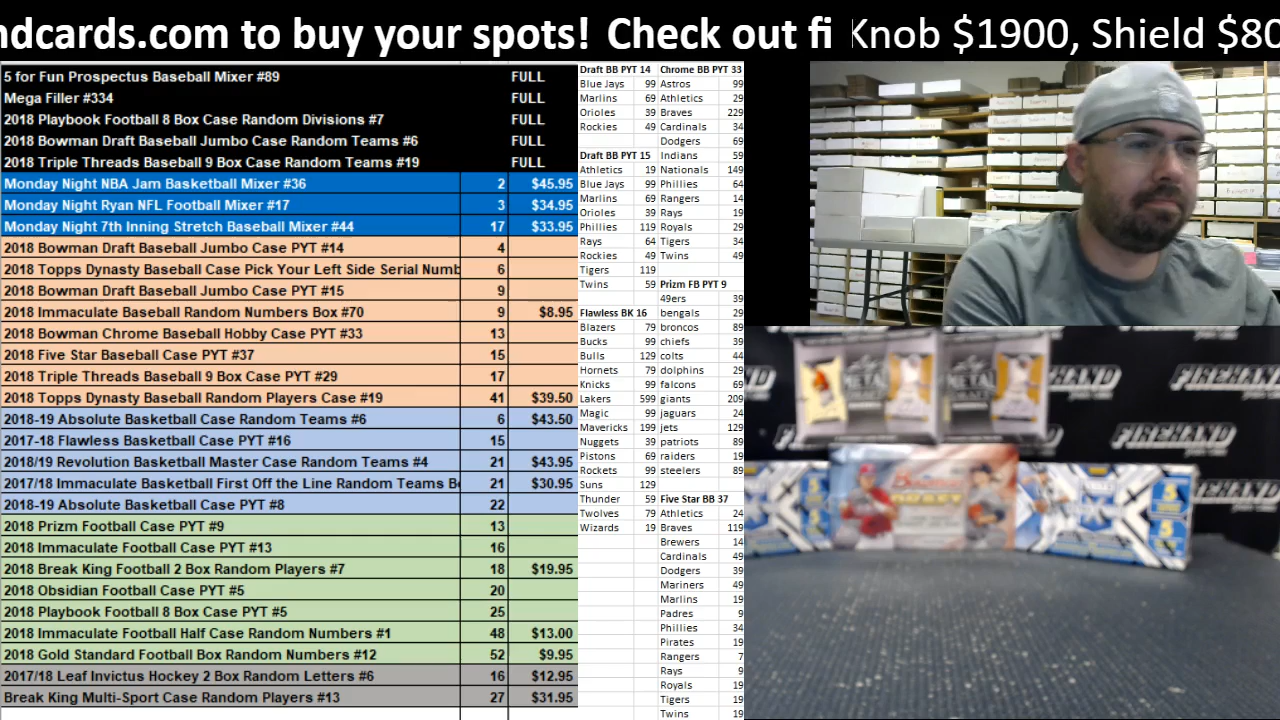 ndcards.com to buy your spots! Check out fi
Knob $1900, Shield $80
5 for Fun Prospectus Baseball Mixer #89 FULL
Mega Filler #334 FULL
2018 Playbook Football 8 Box Case Random Divisions #7 FULL
2018 Bowman Draft Baseball Jumbo Case Random Teams #6 FULL
2018 Triple Threads Baseball 9 Box Case Random Teams #19 FULL
Monday Night NBA Jam Basketball Mixer #36 2 $45.95
Monday Night Ryan NFL Football Mixer #17 3 $34.95
Monday Night 7th Inning Stretch Baseball Mixer #44 17 $33.95
2018 Bowman Draft Baseball Jumbo Case PYT #14 4
2018 Topps Dynasty Baseball Case Pick Your Left Side Serial Numb 6
2018 Bowman Draft Baseball Jumbo Case PYT #15 9
2018 Immaculate Baseball Random Numbers Box #70 9 $8.95
2018 Bowman Chrome Baseball Hobby Case PYT #33 13
2018 Five Star Baseball Case PYT #37 15
2018 Triple Threads Baseball 9 Box Case PYT #29 17
2018 Topps Dynasty Baseball Random Players Case #19 41 $39.50
2018-19 Absolute Basketball Case Random Teams #6 6 $43.50
2017-18 Flawless Basketball Case PYT #16 15
2018/19 Revolution Basketball Master Case Random Teams #4 21 $43.95
2017/18 Immaculate Basketball First Off the Line Random Teams Bo 21 $30.95
2018-19 Absolute Basketball Case PYT #8 22
2018 Prizm Football Case PYT #9 13
2018 Immaculate Football Case PYT #13 16
2018 Break King Football 2 Box Random Players #7 18 $19.95
2018 Obsidian Football Case PYT #5 20
2018 Playbook Football 8 Box Case PYT #5 25
2018 Immaculate Football Half Case Random Numbers #1 48 $13.00
2018 Gold Standard Football Box Random Numbers #12 52 $9.95
2017/18 Leaf Invictus Hockey 2 Box Random Letters #6 16 $12.95
Break King Multi-Sport Case Random Players #13 27 $31.95
Draft BB PYT 14
Blue Jays 99
Marlins 69
Orioles 39
Rockies 49
Draft BB PYT 15
Athletics 19
Blue Jays 99
Marlins 69
Orioles 39
Phillies 119
Rays 64
Rockies 49
Tigers 119
Twins 59
Flawless BK 16
Blazers 79
Bucks 99
Bulls 129
Hornets 79
Knicks 99
Lakers 599
Magic 99
Mavericks 199
Nuggets 39
Pistons 69
Rockets 99
Suns 129
Thunder 59
Twolves 79
Wizards 19
Chrome BB PYT 33
Astros 99
Athletics 29
Braves 229
Cardinals 34
Dodgers 69
Indians 59
Nationals 149
Phillies 64
Rangers 14
Rays 19
Royals 29
Tigers 34
Twins 49
Prizm FB PYT 9
49ers 39
bengals 29
broncos 89
chiefs 39
colts 44
dolphins 29
falcons 69
giants 209
jaguars 24
jets 129
patriots 89
raiders 19
steelers 89
Five Star BB 37
Athletics 24
Braves 119
Brewers 14
Cardinals 49
Dodgers 39
Mariners 49
Marlins 19
Padres 9
Phillies 34
Pirates 19
Rangers 7
Rays 9
Royals 19
Tigers 19
Twins 19
METAL
METAL
FIREHAND
FIREHAND
Bowman
DRAFT
5
5